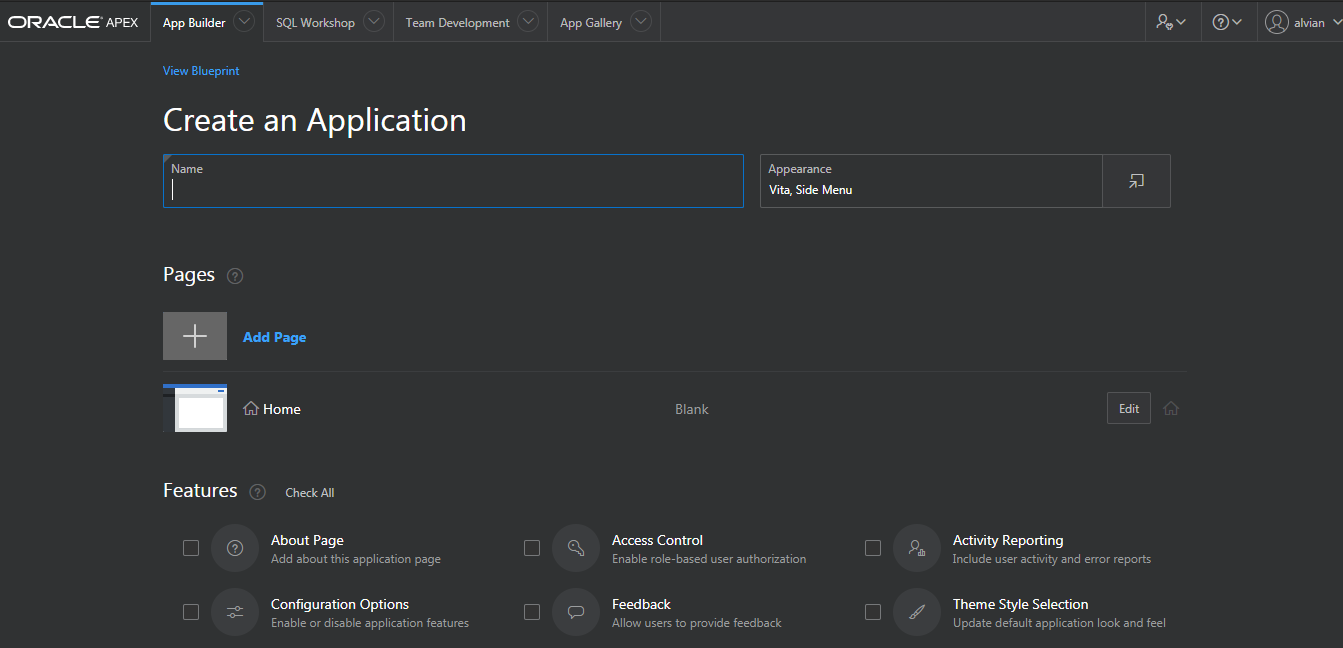 ORACLE APEX App Builder SQL Workshop Team Development App Gallery alvian
View Blueprint
Create an Application
Name
Appearance
Vita, Side Menu
Pages ?
Add Page
Home Blank Edit
Features ? Check All
About Page
Add about this application page
Access Control
Enable role-based user authorization
Activity Reporting
Include user activity and error reports
Configuration Options
Enable or disable application features
Feedback
Allow users to provide feedback
Theme Style Selection
Update default application look and feel